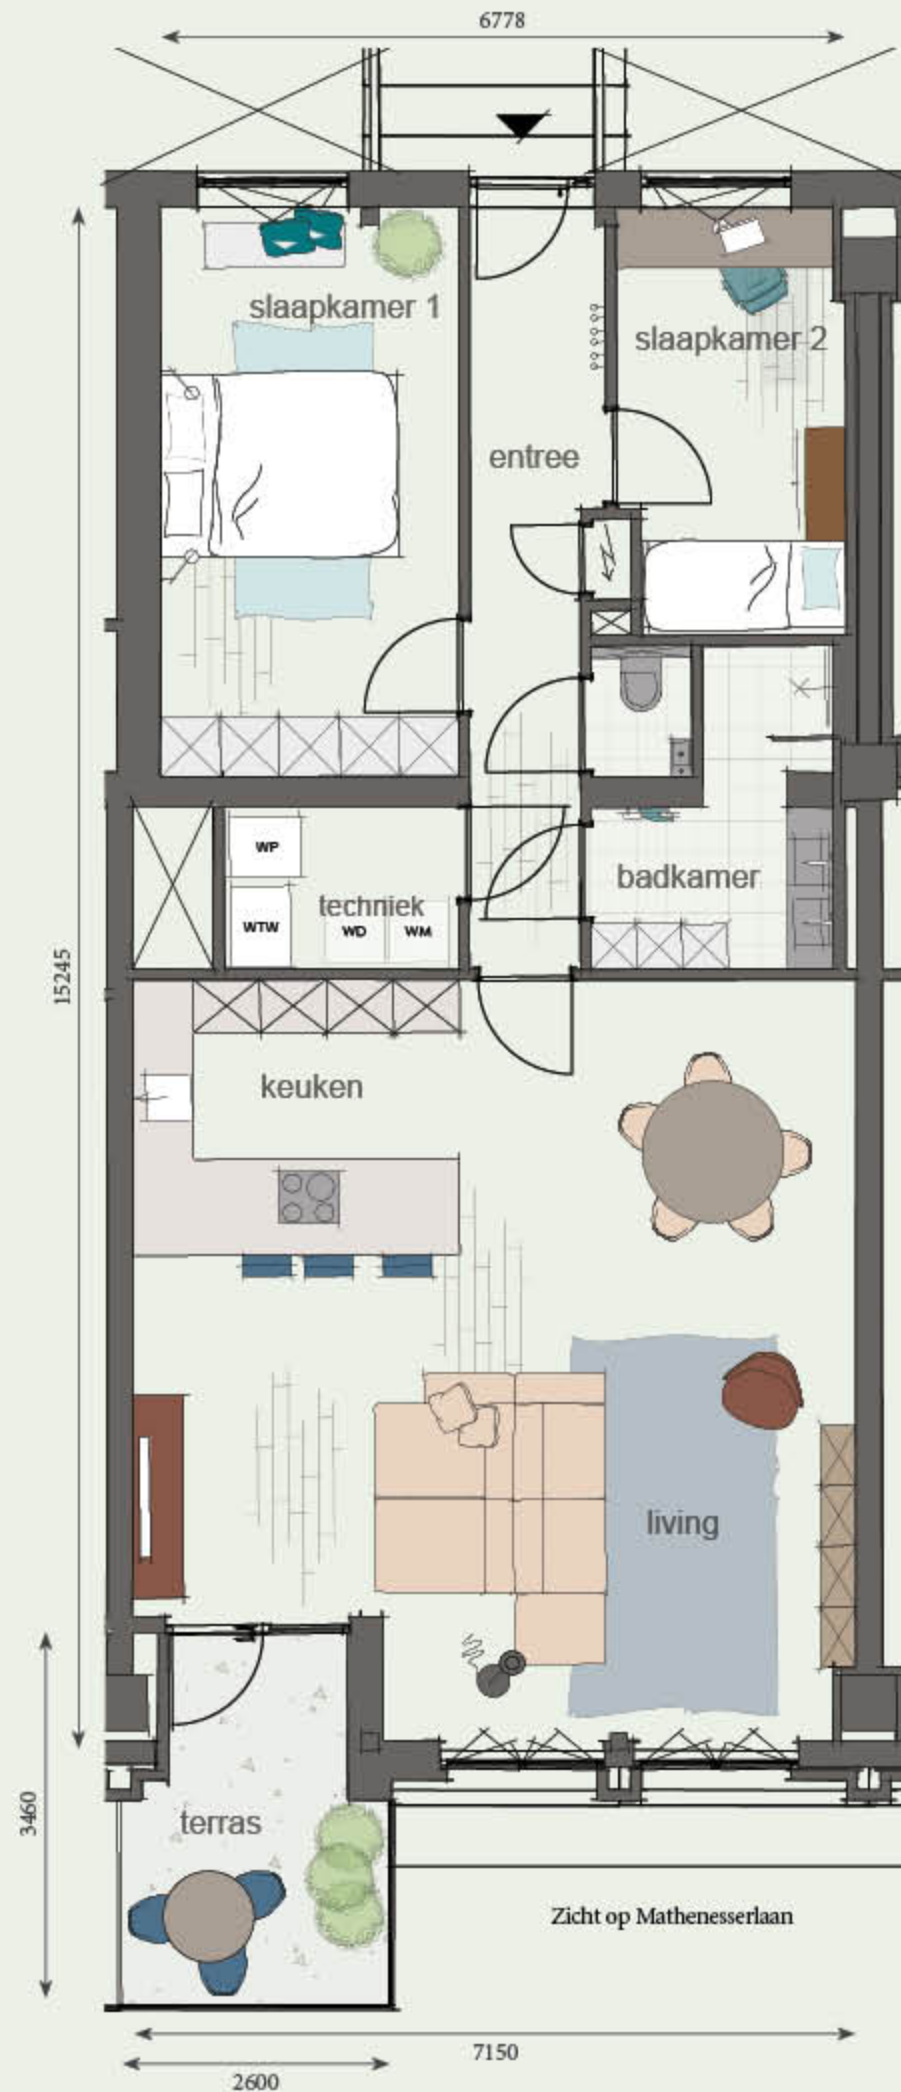 6778
slaapkamer 1
slaapkamer 2
entree
WP
badkamer
techniek
WTW
WD
WM
15245
keuken
living
3460
terras
Zicht op Mathenesserlaan
7150
2600